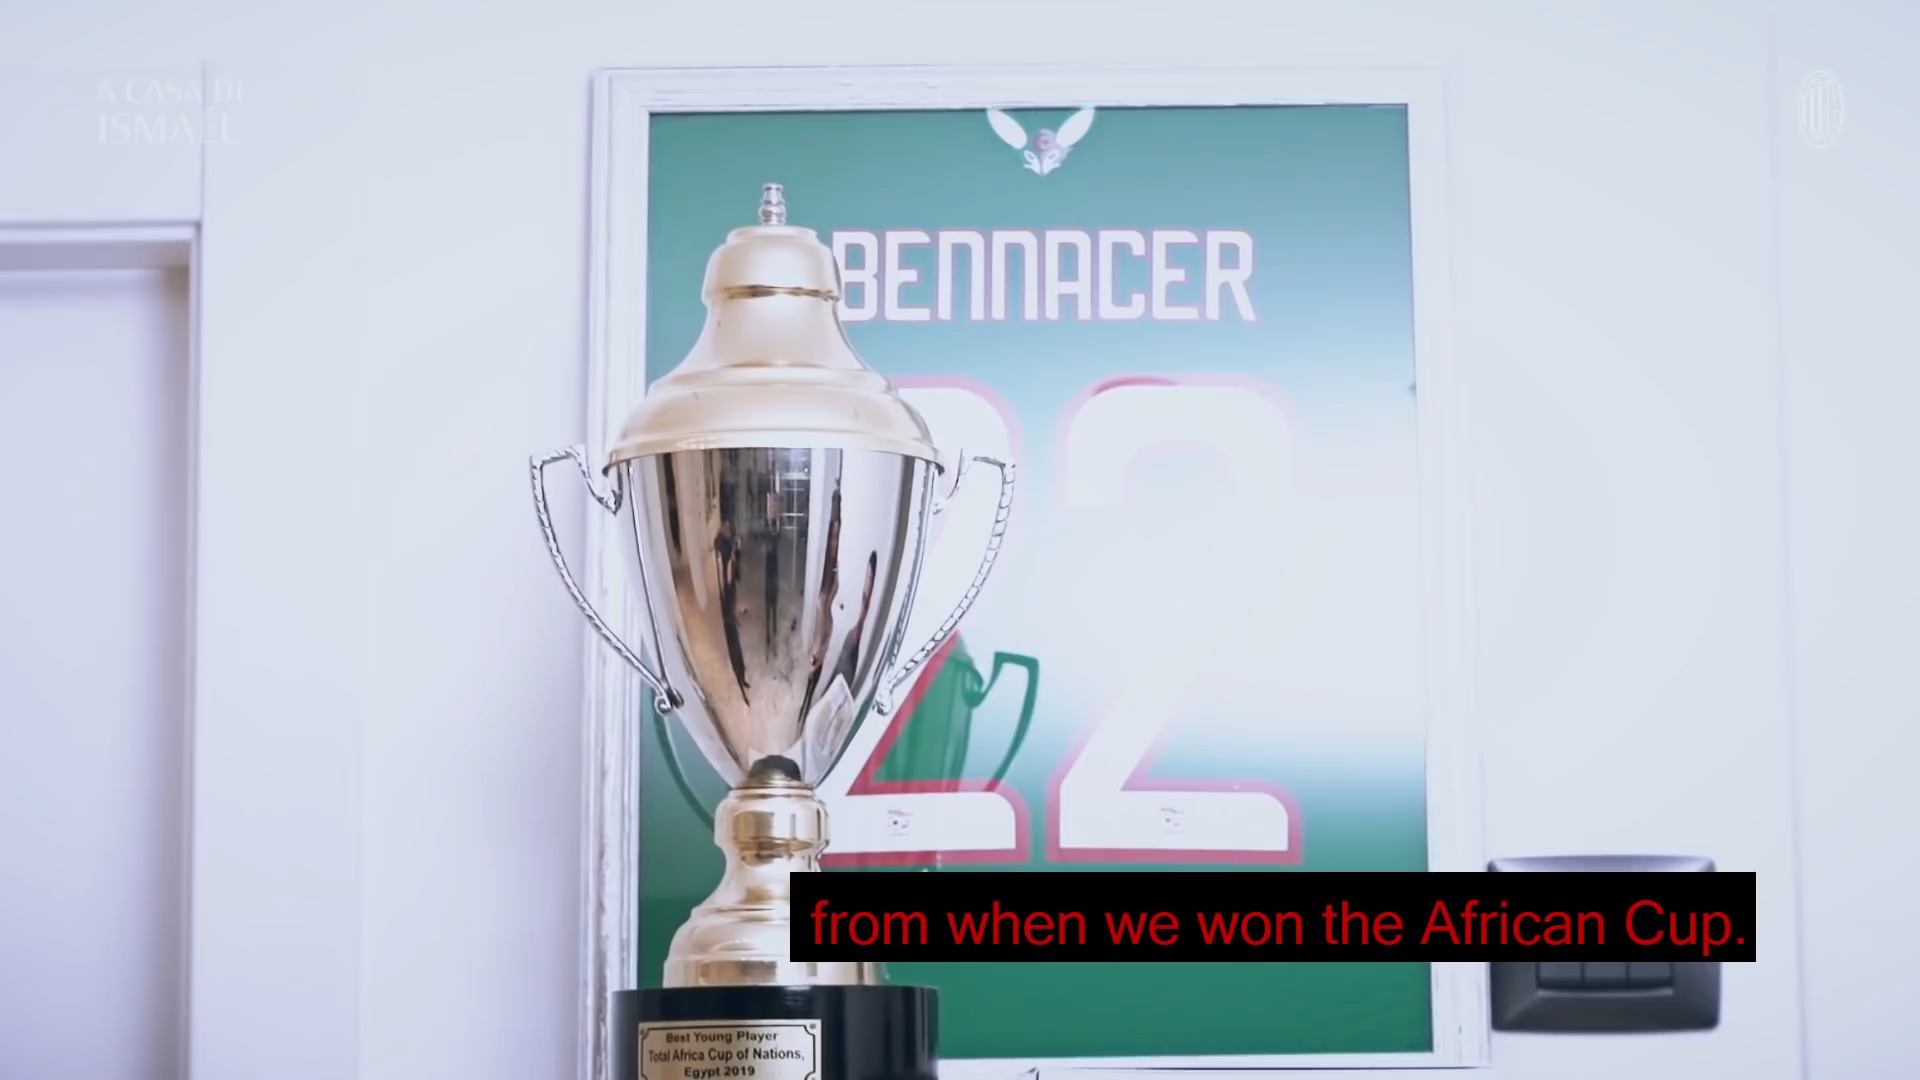 A CASA DI
ISMAEL
BENNACER
22
from when we won the African Cup.
Best Young Player
Total Africa Cup of Nations,
Egypt 2019